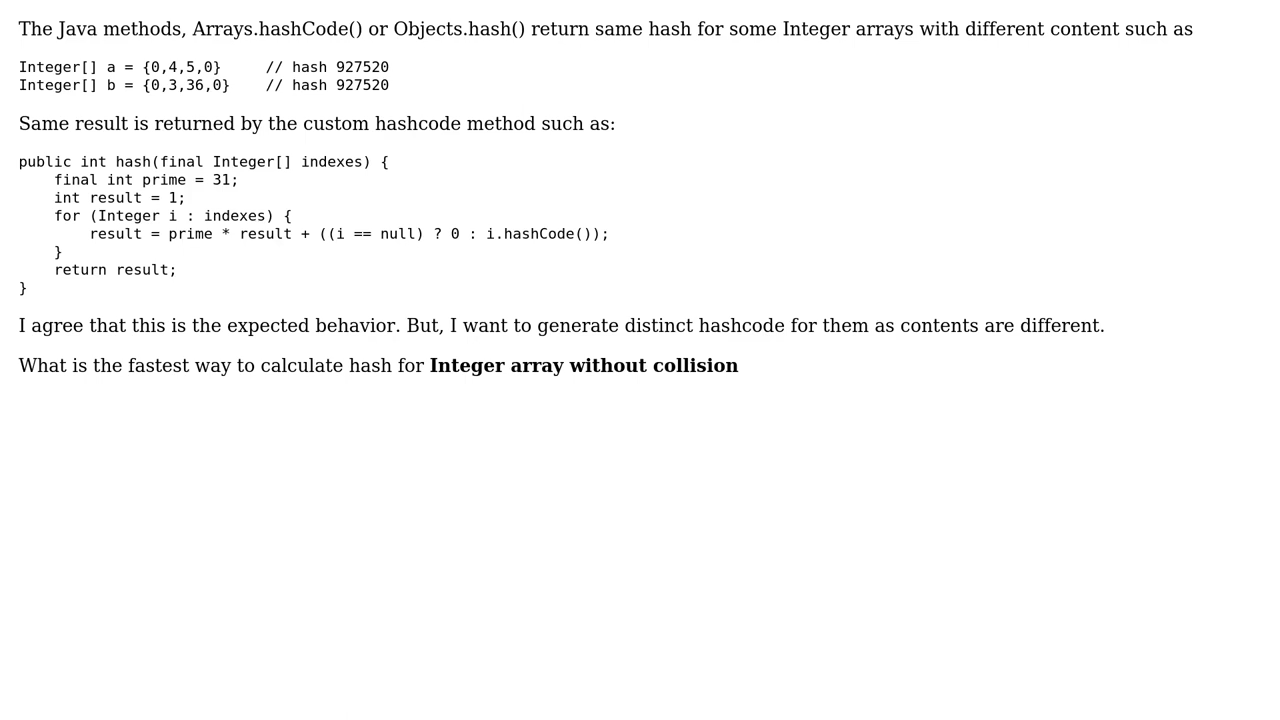 The Java methods, Arrays.hashCode() or Objects.hash() return same hash for some Integer arrays with different content such as
Integer[] a = {0,4,5,0}     // hash 927520
Integer[] b = {0,3,36,0}    // hash 927520
Same result is returned by the custom hashcode method such as:
public int hash(final Integer[] indexes) {
    final int prime = 31;
    int result = 1;
    for (Integer i : indexes) {
        result = prime * result + ((i == null) ? 0 : i.hashCode());
    }
    return result;
}
I agree that this is the expected behavior. But, I want to generate distinct hashcode for them as contents are different.
What is the fastest way to calculate hash for Integer array without collision